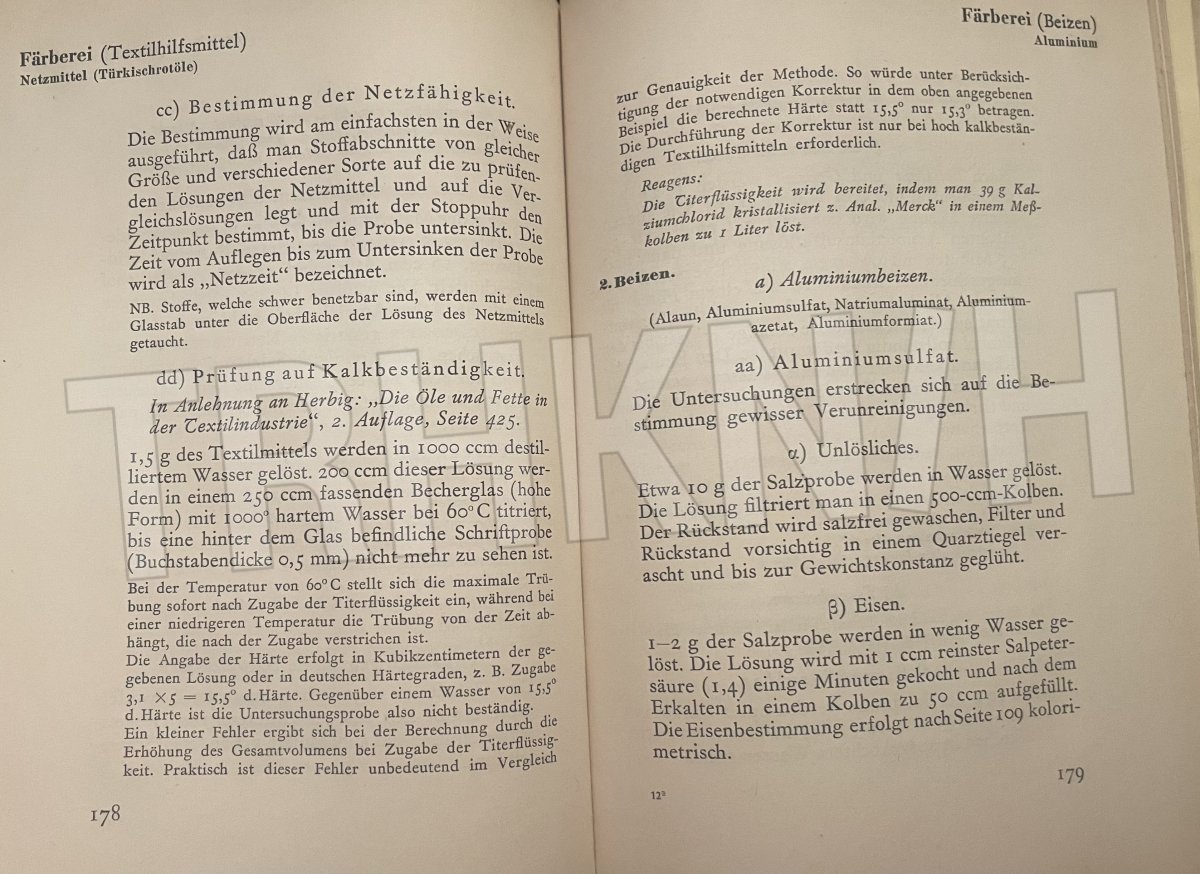 Färberei (Textilhilfsmittel)
Netzmittel (Türkischrotöle)
cc) Bestimmung der Netzfähigkeit.
Die Bestimmung wird am einfachsten in der Weise
ausgeführt, daß man Stoffabschnitte von gleicher
Größe und verschiedener Sorte auf die zu prüfen-
den Lösungen der Netzmittel und auf die Ver-
gleichslösungen legt und mit der Stoppuhr den
Zeitpunkt bestimmt, bis die Probe untersinkt. Die
Zeit vom Auflegen bis zum Untersinken der Probe
wird als „Netzzeit“ bezeichnet.
NB. Stoffe, welche schwer benetzbar sind, werden mit einem
Glasstab unter die Oberfläche der Lösung des Netzmittels
getaucht.
dd) Prüfung auf Kalkbeständigkeit.
In Anlehnung an Herbig: „Die Öle und Fette in
der Textilindustrie“, 2. Auflage, Seite 425.
1,5 g des Textilmittels werden in 1000 ccm destil-
liertem Wasser gelöst. 200 ccm dieser Lösung wer-
den in einem 250 ccm fassenden Becherglas (hohe
Form) mit 1000° hartem Wasser bei 60°C titriert,
bis eine hinter dem Glas befindliche Schriftprobe
(Buchstabendicke 0,5 mm) nicht mehr zu sehen ist.
Bei der Temperatur von 60°C stellt sich die maximale Trü-
bung sofort nach Zugabe der Titerflüssigkeit ein, während bei
einer niedrigeren Temperatur die Trübung von der Zeit ab-
hängt, die nach der Zugabe verstrichen ist.
Die Angabe der Härte erfolgt in Kubikzentimetern der ge-
gebenen Lösung oder in deutschen Härtegraden, z. B. Zugabe
3,1 × 5 = 15,5° d. Härte. Gegenüber einem Wasser von 15,5°
d. Härte ist die Untersuchungsprobe also nicht beständig.
Ein kleiner Fehler ergibt sich bei der Berechnung durch die
Erhöhung des Gesamtvolumens bei Zugabe der Titerflüssig-
keit. Praktisch ist dieser Fehler unbedeutend im Vergleich
178
Färberei (Beizen)
Aluminium
zur Genauigkeit der Methode. So würde unter Berücksich-
tigung der notwendigen Korrektur in dem oben angegebenen
Beispiel die berechnete Härte statt 15,5° nur 15,3° betragen.
Die Durchführung der Korrektur ist nur bei hoch kalkbestän-
digen Textilhilfsmitteln erforderlich.
Reagens:
Die Titerflüssigkeit wird bereitet, indem man 39 g Kal-
ziumchlorid kristallisiert z. Anal. „Merck“ in einem Meß-
kolben zu 1 Liter löst.
2. Beizen. a) Aluminiumbeizen.
(Alaun, Aluminiumsulfat, Natriumaluminat, Aluminium-
azetat, Aluminiumformiat.)
aa) Aluminiumsulfat.
Die Untersuchungen erstrecken sich auf die Be-
stimmung gewisser Verunreinigungen.
α) Unlösliches.
Etwa 10 g der Salzprobe werden in Wasser gelöst.
Die Lösung filtriert man in einen 500-ccm-Kolben.
Der Rückstand wird salzfrei gewaschen, Filter und
Rückstand vorsichtig in einem Quarztiegel ver-
ascht und bis zur Gewichtskonstanz geglüht.
β) Eisen.
1–2 g der Salzprobe werden in wenig Wasser ge-
löst. Die Lösung wird mit 1 ccm reinster Salpeter-
säure (1,4) einige Minuten gekocht und nach dem
Erkalten in einem Kolben zu 50 ccm aufgefüllt.
Die Eisenbestimmung erfolgt nach Seite 109 kolori-
metrisch.
12ª
179